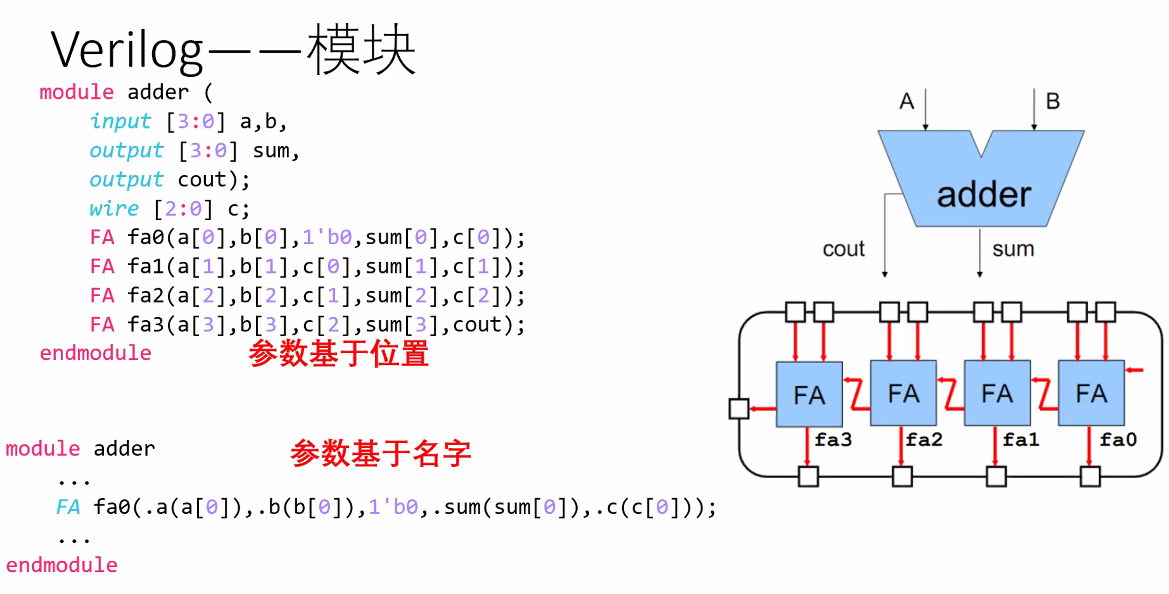 Verilog——模块
module adder (
input [3:0] a,b,
output [3:0] sum,
output cout);
wire [2:0] c;
FA fa0(a[0],b[0],1'b0,sum[0],c[0]);
FA fa1(a[1],b[1],c[0],sum[1],c[1]);
FA fa2(a[2],b[2],c[1],sum[2],c[2]);
FA fa3(a[3],b[3],c[2],sum[3],cout);
endmodule
参数基于位置
module adder
参数基于名字
...
FA fa0(.a(a[0]),.b(b[0]),1'b0,.sum(sum[0]),.c(c[0]));
...
endmodule
A
B
adder
cout
sum
FA
FA
FA
FA
fa3
fa2
fa1
fa0